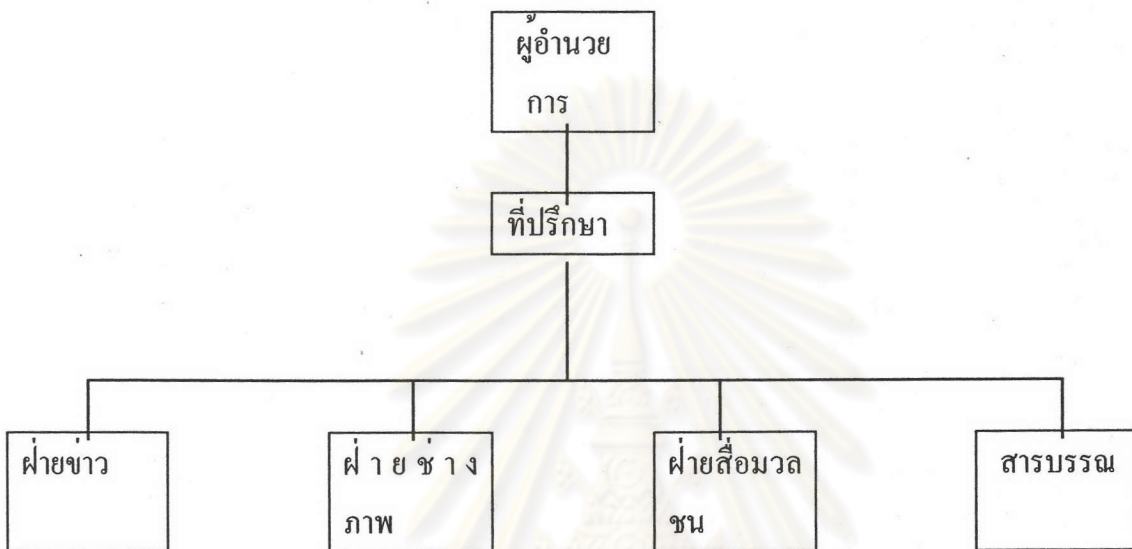 ผู้อำนวย
การ
ที่ปรึกษา
ฝ่ายข่าว
ฝ่ายช่าง
ภาพ
ฝ่ายสื่อมวล
ชน
สารบรรณ